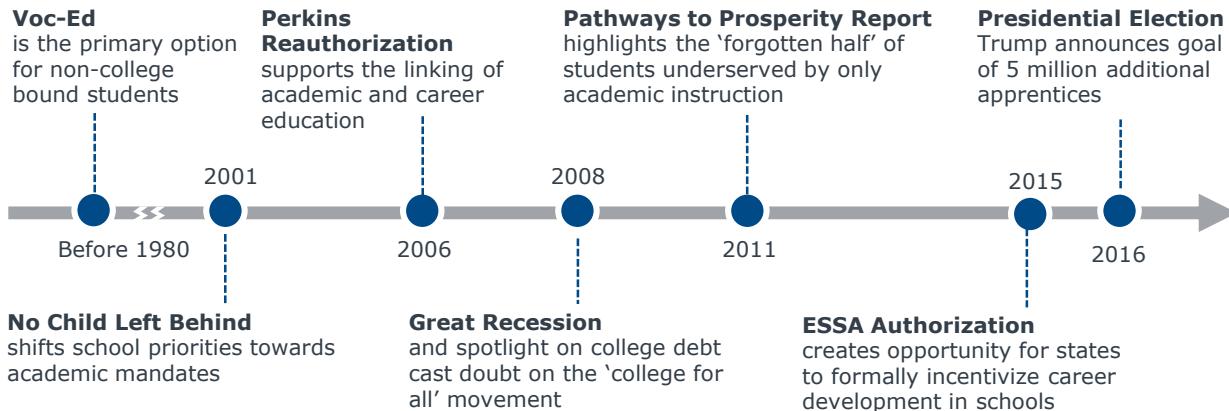 Voc-Ed
is the primary option
for non-college
bound students
Perkins
Reauthorization
supports the linking of
academic and career
education
Pathways to Prosperity Report
highlights the ‘forgotten half’ of
students underserved by only
academic instruction
Presidential Election
Trump announces goal
of 5 million additional
apprentices
2001
2008
2015
Before 1980
2006
2011
2016
No Child Left Behind
shifts school priorities towards
academic mandates
Great Recession
and spotlight on college debt
cast doubt on the ‘college for
all’ movement
ESSA Authorization
creates opportunity for states
to formally incentivize career
development in schools